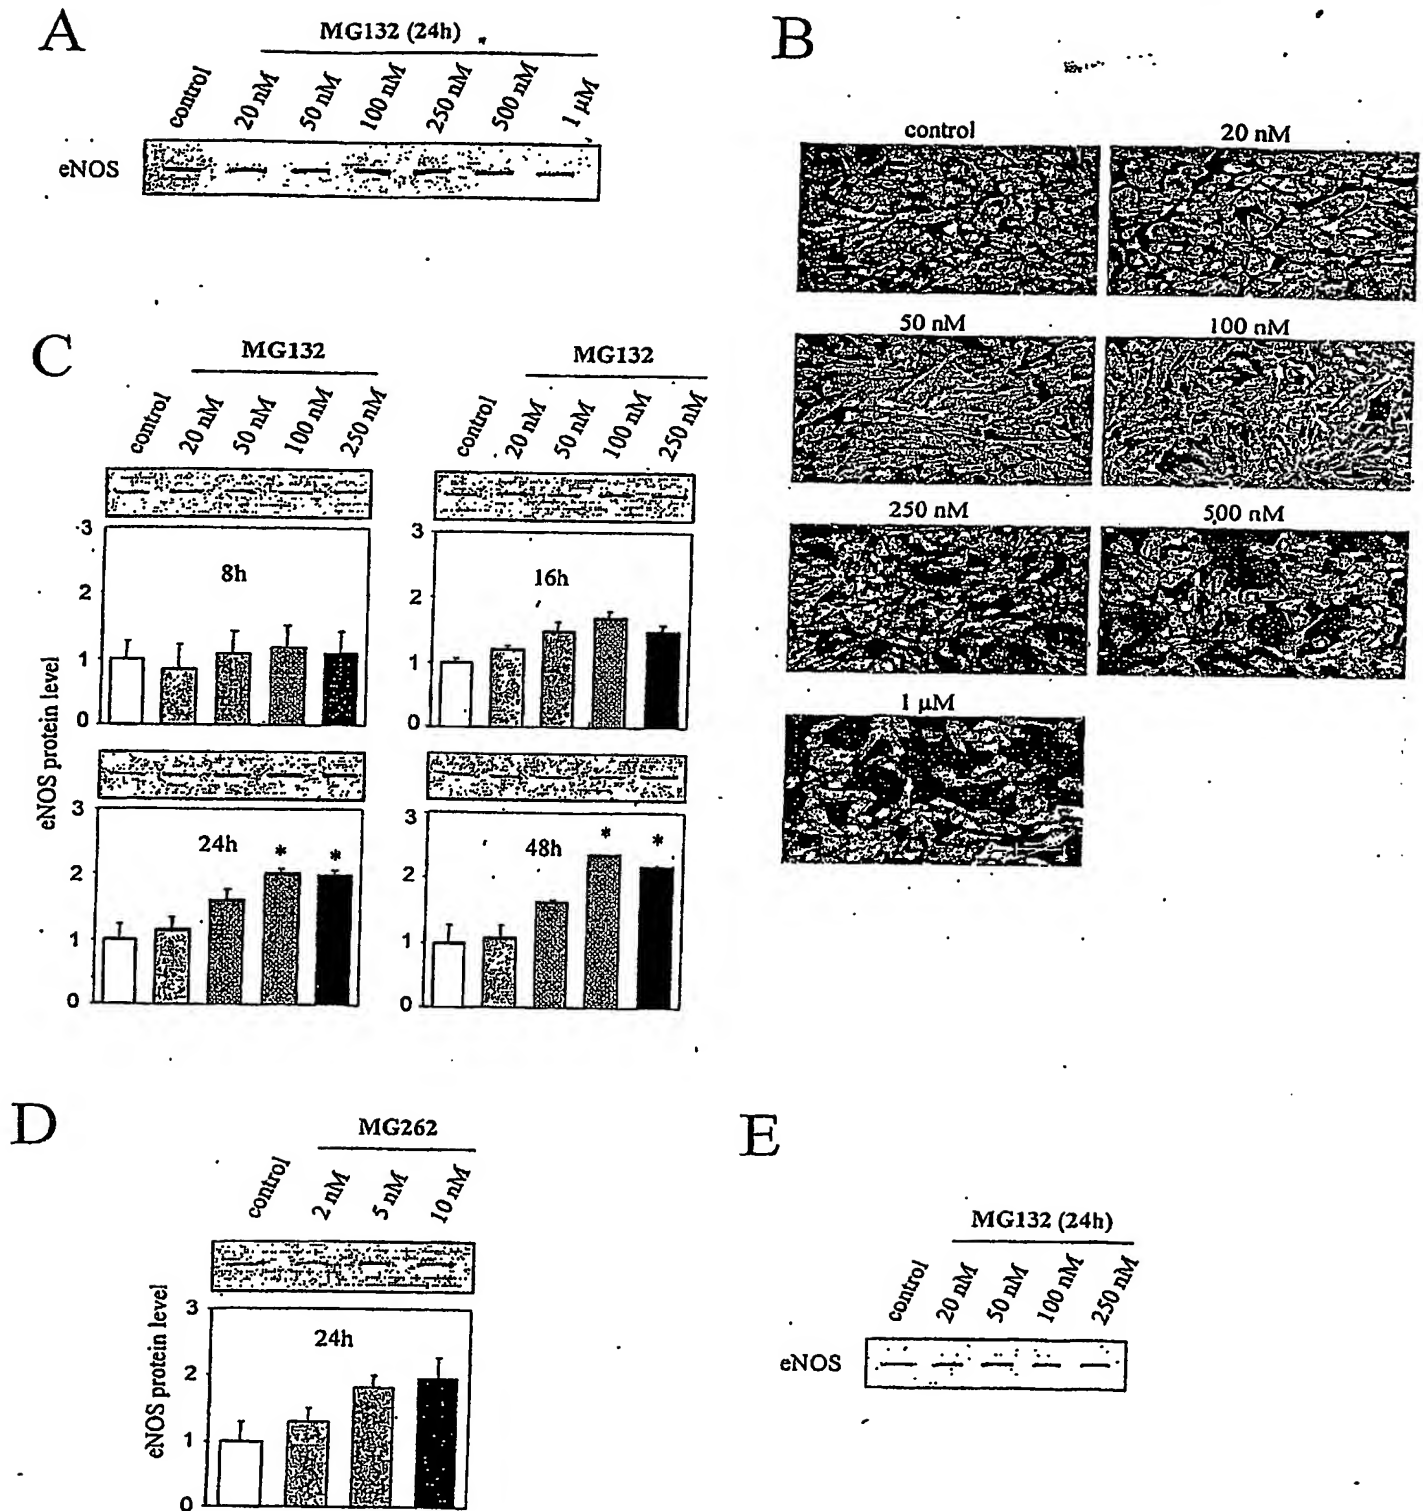 A
MG132 (24h)
control 20 nM 50 nM 100 nM 250 nM 500 nM 1 µM
eNOS
B
control 20 nM
50 nM 100 nM
250 nM 500 nM
1 µM
C
MG132
control 20 nM 50 nM 100 nM 250 nM
MG132
control 20 nM 50 nM 100 nM 250 nM
eNOS protein level
3
8h
2
1
0
3
16h
2
1
0
3
24h * *
2
1
0
3
48h * *
2
1
0
D
MG262
control 2 nM 5 nM 10 nM
eNOS protein level
3
24h
2
1
0
E
MG132 (24h)
control 20 nM 50 nM 100 nM 250 nM
eNOS